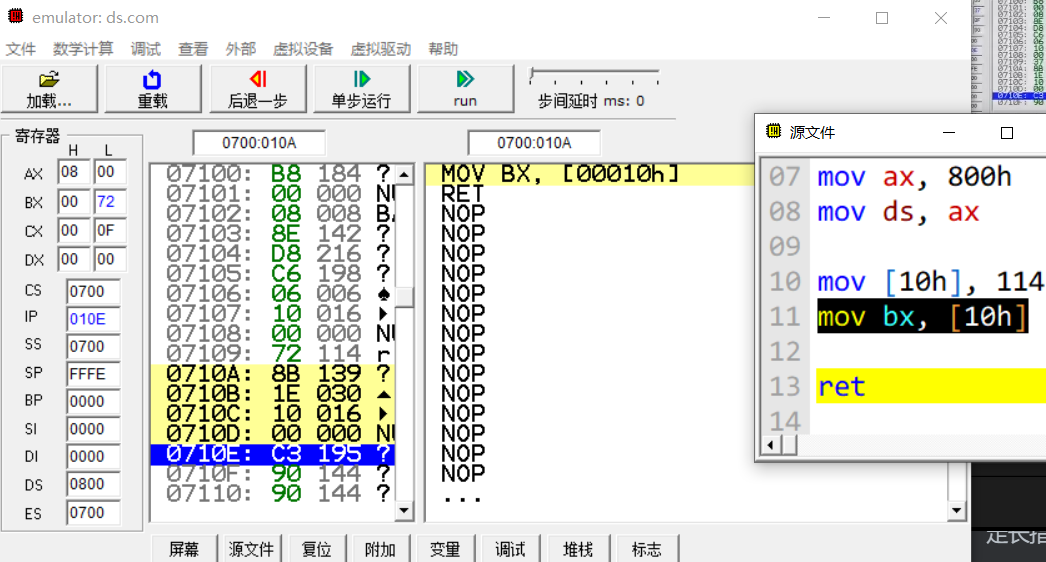 emulator: ds.com
文件 数学计算 调试 查看 外部 虚拟设备 虚拟驱动 帮助
加载... 重载 后退一步 单步运行 run 步间延时 ms: 0
寄存器
H L
AX 08 00
BX 00 72
CX 00 0F
DX 00 00
CS 0700
IP 010E
SS 0700
SP FFFE
BP 0000
SI 0000
DI 0000
DS 0800
ES 0700
0700:010A
07100: B8 184 ?
07101: 00 000 NU
07102: 08 008 BA
07103: 8E 142 ?
07104: D8 216 ?
07105: C6 198 ?
07106: 06 006 ♠
07107: 10 016 ►
07108: 00 000 NU
07109: 72 114 r
0710A: 8B 139 ?
0710B: 1E 030 ▲
0710C: 10 016 ►
0710D: 00 000 NU
0710E: C3 195 ?
0710F: 90 144 ?
07110: 90 144 ?
0700:010A
MOV BX, [00010h]
RET
NOP
NOP
NOP
NOP
NOP
NOP
NOP
NOP
NOP
NOP
NOP
NOP
NOP
NOP
...
屏幕 源文件 复位 附加 变量 调试 堆栈 标志
源文件
07 mov ax, 800h
08 mov ds, ax
09
10 mov [10h], 114
11 mov bx, [10h]
12
13 ret
14